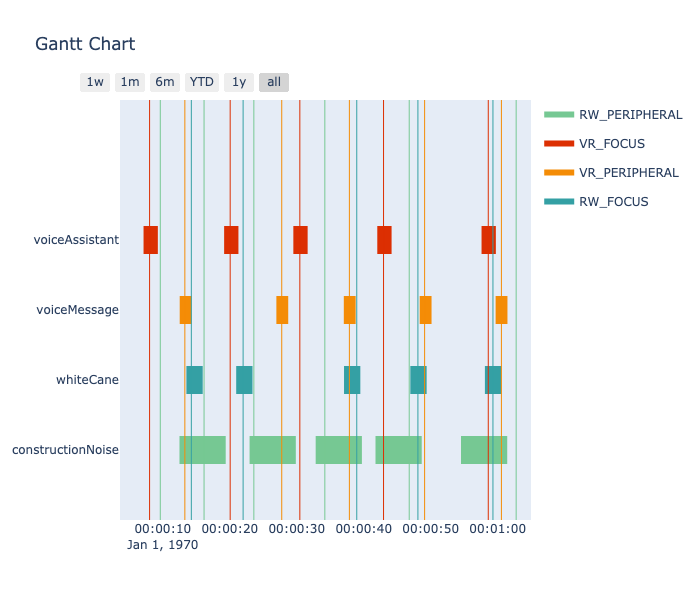 Gantt Chart
1w 1m 6m YTD 1y all
RW_PERIPHERAL
VR_FOCUS
VR_PERIPHERAL
RW_FOCUS
voiceAssistant
voiceMessage
whiteCane
constructionNoise
00:00:10 00:00:20 00:00:30 00:00:40 00:00:50 00:01:00
Jan 1, 1970